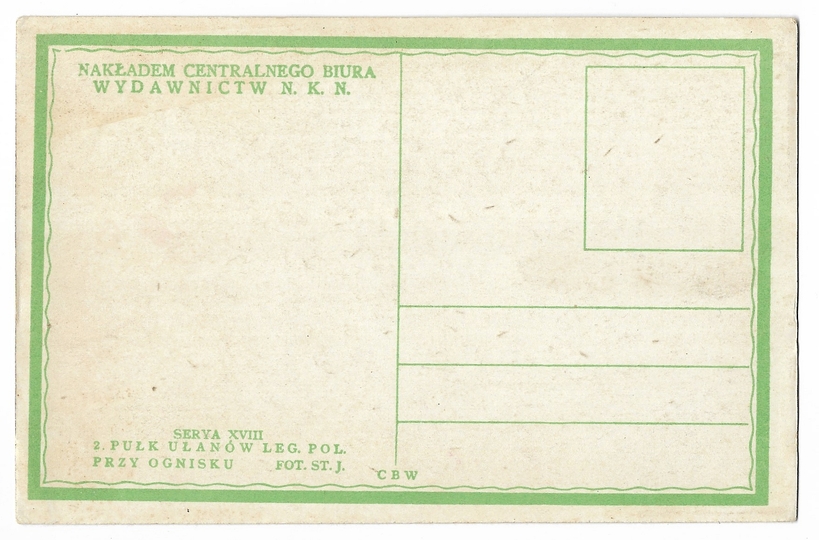 NAKŁADEM CENTRALNEGO BIURA
WYDAWNICTW N. K. N.
SERYA XVIII
2. PUŁK UŁANÓW LEG. POL.
PRZY OGNISKU FOT. ST. J.
CBW